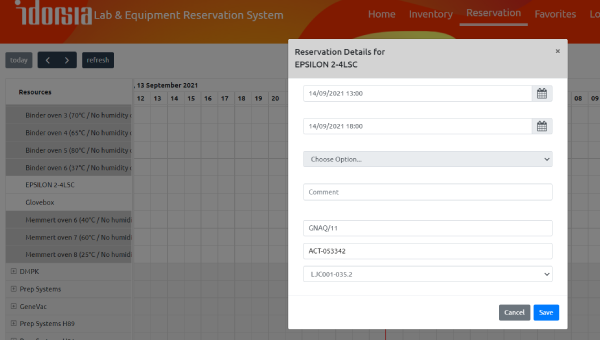 idorsia Lab & Equipment Reservation System
Home Inventory Reservation Favorites Lo
today < > refresh
Reservation Details for
EPSILON 2-4LSC
×
Resources
, 13 September 2021
12 13 14 15 16 17 18 19 20
08 09
Binder oven 3 (70°C / No humidity
Binder oven 4 (65°C / No humidity
Binder oven 5 (80°C / No humidity
Binder oven 6 (37°C / No humidity
EPSILON 2-4LSC
Glovebox
Memmert oven 6 (40°C / No humid
Memmert oven 7 (60°C / No humid
Memmert oven 8 (25°C / No humid
DMPK
Prep Systems
GeneVac
Prep Systems H89
14/09/2021 13:00
14/09/2021 18:00
Choose Option...
Comment
GNAQ/11
ACT-053342
LJC001-035.2
Cancel Save